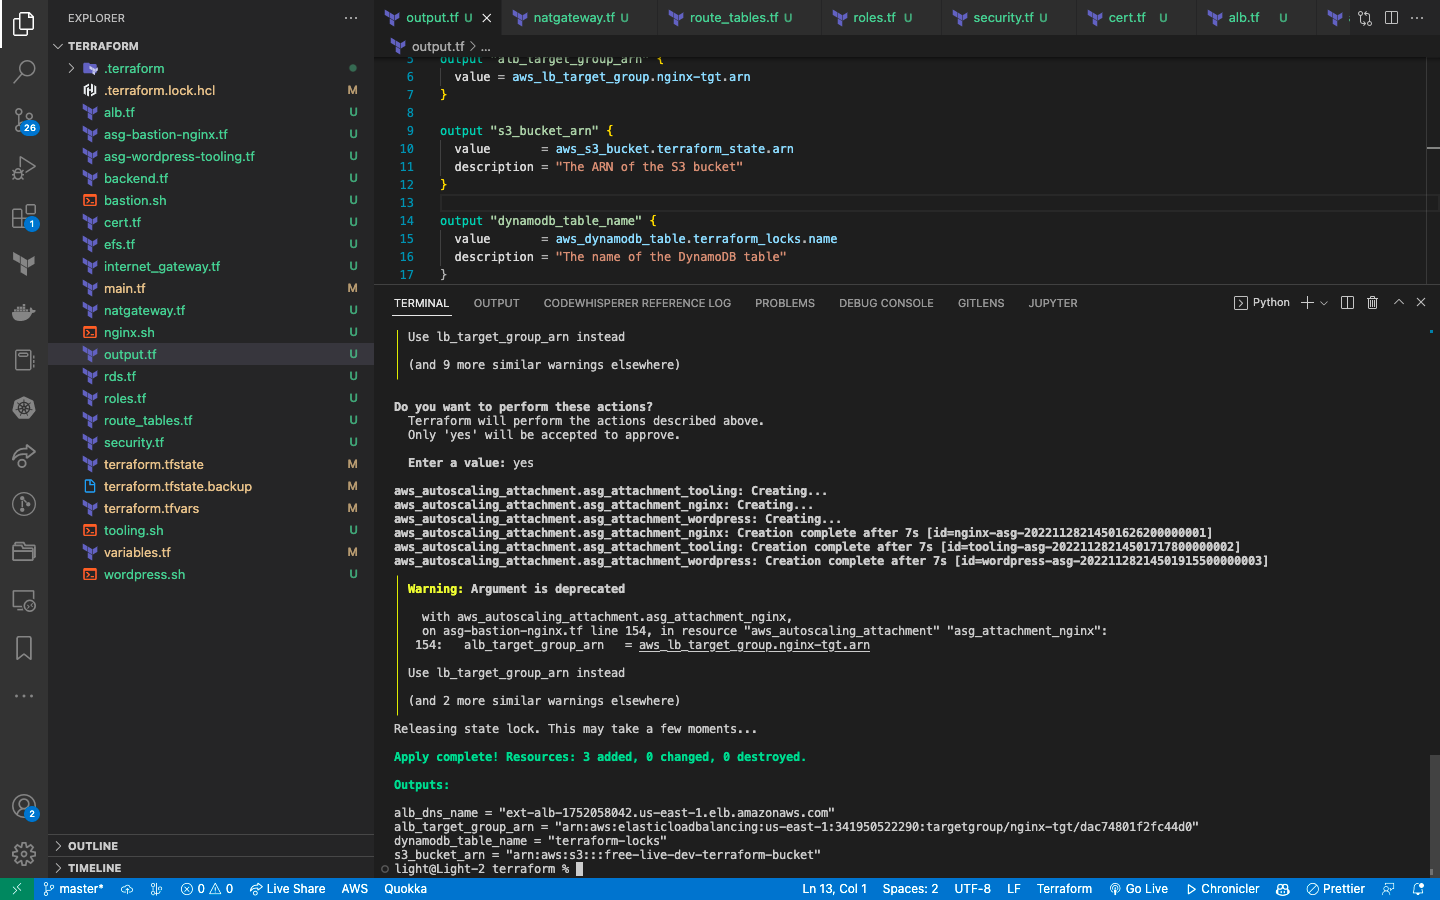 EXPLORER
TERRAFORM
.terraform
.terraform.lock.hcl M
alb.tf U
asg-bastion-nginx.tf U
asg-wordpress-tooling.tf U
backend.tf U
bastion.sh U
cert.tf U
efs.tf U
internet_gateway.tf U
main.tf M
natgateway.tf U
nginx.sh U
output.tf U
rds.tf U
roles.tf U
route_tables.tf U
security.tf U
terraform.tfstate M
terraform.tfstate.backup M
terraform.tfvars M
tooling.sh U
variables.tf M
wordpress.sh U
OUTLINE
TIMELINE
26
1
2
output.tf U natgateway.tf U route_tables.tf U roles.tf U security.tf U cert.tf U alb.tf U
output.tf > ...
5 output "alb_target_group_arn" {
6 value = aws_lb_target_group.nginx-tgt.arn
7 }
8
9 output "s3_bucket_arn" {
10 value = aws_s3_bucket.terraform_state.arn
11 description = "The ARN of the S3 bucket"
12 }
13
14 output "dynamodb_table_name" {
15 value = aws_dynamodb_table.terraform_locks.name
16 description = "The name of the DynamoDB table"
17 }
TERMINAL OUTPUT CODEWHISPERER REFERENCE LOG PROBLEMS DEBUG CONSOLE GITLENS JUPYTER Python
Use lb_target_group_arn instead
(and 9 more similar warnings elsewhere)
Do you want to perform these actions?
Terraform will perform the actions described above.
Only 'yes' will be accepted to approve.
Enter a value: yes
aws_autoscaling_attachment.asg_attachment_tooling: Creating...
aws_autoscaling_attachment.asg_attachment_nginx: Creating...
aws_autoscaling_attachment.asg_attachment_wordpress: Creating...
aws_autoscaling_attachment.asg_attachment_nginx: Creation complete after 7s [id=nginx-asg-20221128214501626200000001]
aws_autoscaling_attachment.asg_attachment_tooling: Creation complete after 7s [id=tooling-asg-20221128214501717800000002]
aws_autoscaling_attachment.asg_attachment_wordpress: Creation complete after 7s [id=wordpress-asg-20221128214501915500000003]
Warning: Argument is deprecated
with aws_autoscaling_attachment.asg_attachment_nginx,
on asg-bastion-nginx.tf line 154, in resource "aws_autoscaling_attachment" "asg_attachment_nginx":
154: alb_target_group_arn = aws_lb_target_group.nginx-tgt.arn
Use lb_target_group_arn instead
(and 2 more similar warnings elsewhere)
Releasing state lock. This may take a few moments...
Apply complete! Resources: 3 added, 0 changed, 0 destroyed.
Outputs:
alb_dns_name = "ext-alb-1752058042.us-east-1.elb.amazonaws.com"
alb_target_group_arn = "arn:aws:elasticloadbalancing:us-east-1:341950522290:targetgroup/nginx-tgt/dac74801f2fc44d0"
dynamodb_table_name = "terraform-locks"
s3_bucket_arn = "arn:aws:s3:::free-live-dev-terraform-bucket"
light@Light-2 terraform %
master* 0 0 Live Share AWS Quokka Ln 13, Col 1 Spaces: 2 UTF-8 LF Terraform Go Live Chronicler Prettier